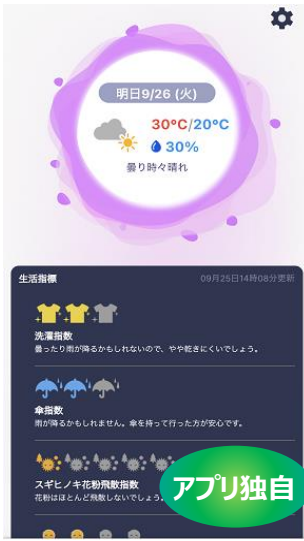 明日9/26 (火)
30℃/20℃
30%
曇り時々晴れ
生活指標
09月25日14時08分更新
洗濯指数
曇ったり雨が降るかもしれないので、やや乾きにくいでしょう。
傘指数
雨が降るかもしれません。傘を持って行った方が安心です。
スギヒノキ花粉飛散指数
花粉はほとんど飛散しないでしょう
アプリ独自